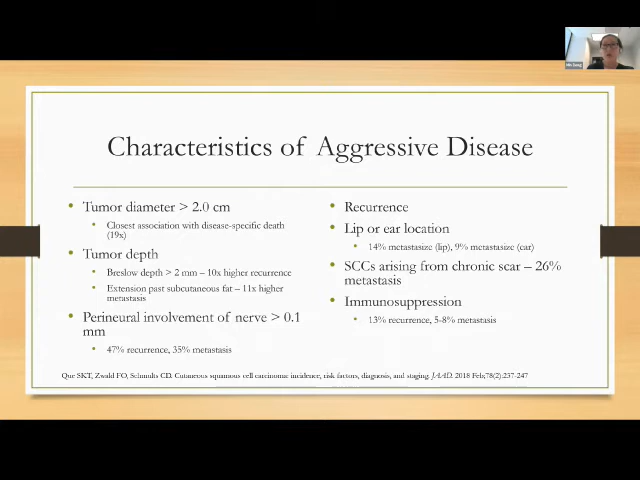 Characteristics of Aggressive Disease
• Tumor diameter > 2.0 cm
• Closest association with disease-specific death
(19x)
• Tumor depth
• Breslow depth > 2 mm – 10x higher recurrence
• Extension past subcutaneous fat – 11x higher
metastasis
• Perineural involvement of nerve > 0.1
mm
• 47% recurrence, 35% metastasis
• Recurrence
• Lip or ear location
• 14% metastasize (lip), 9% metastasize (ear)
• SCCs arising from chronic scar – 26%
metastasis
• Immunosuppression
• 13% recurrence, 5-8% metastasis
Que SKT, Zwald FO, Schmults CD. Cutaneous squamous cell carcinoma: incidence, risk factors, diagnosis, and staging. JAAD. 2018 Feb;78(2):237-247